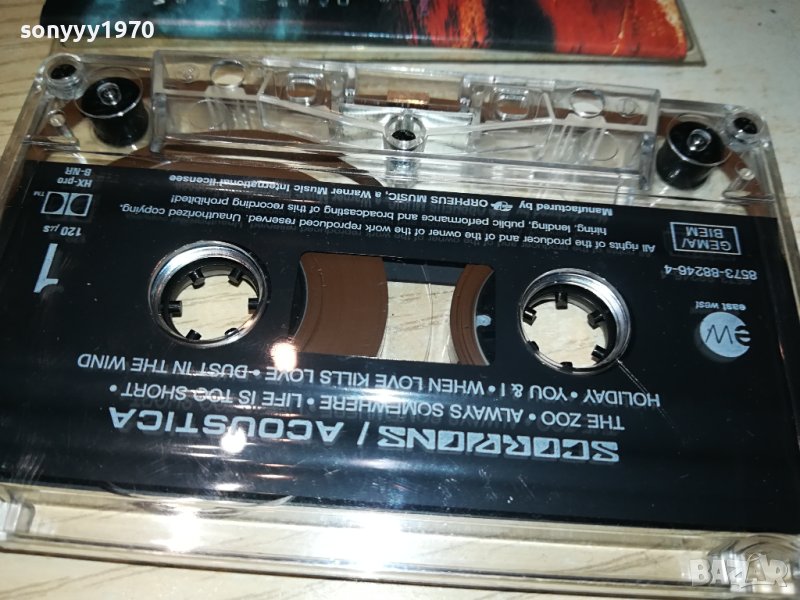 sonyyy1970
SCORPIONS / ACOUSTICA
THE ZOO • ALWAYS SOMEWHERE • LIFE IS TOO SHORT •
HOLIDAY • YOU & I • WHEN LOVE KILLS LOVE • DUST IN THE WIND
eW
east west
1
8573-88246-4
GEMA/
BIEM
120 µs
HX-pro
B-NR
All rights of the producer and of the owner of the work reproduced reserved. Unauthorized copying,
hiring, lending, public performance and broadcasting of this recording prohibited!
Manufactured by ORPHEUS MUSIC, a Warner Music International licensee
BAZAR